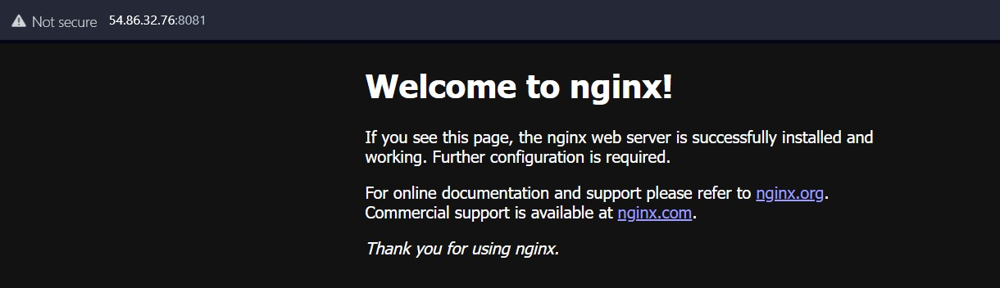 Not secure 54.86.32.76:8081
Welcome to nginx!
If you see this page, the nginx web server is successfully installed and
working. Further configuration is required.
For online documentation and support please refer to nginx.org.
Commercial support is available at nginx.com.
Thank you for using nginx.